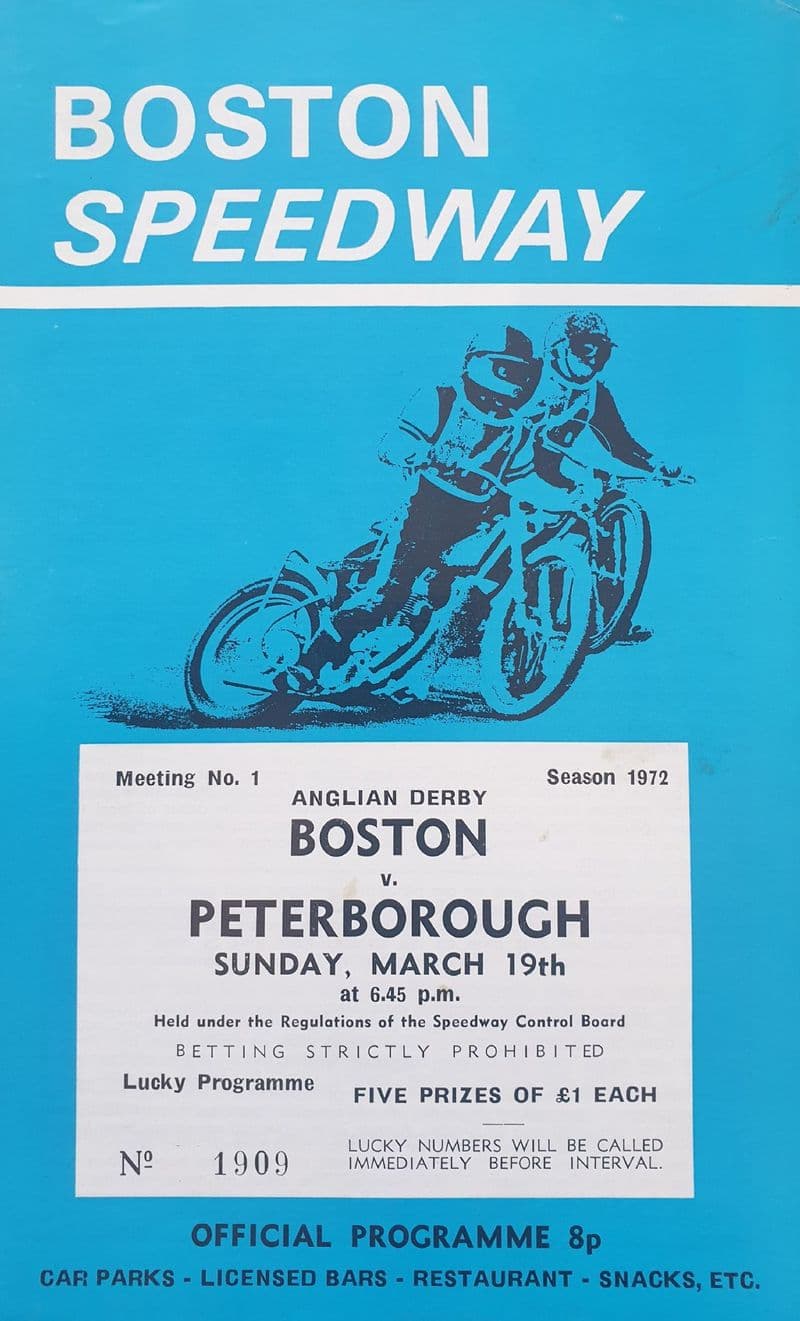 BOSTON
SPEEDWAY
Meeting No. 1
Season 1972
ANGLIAN DERBY
BOSTON
v.
PETERBOROUGH
SUNDAY, MARCH 19th
at 6.45 p.m.
Held under the Regulations of the Speedway Control Board
BETTING STRICTLY PROHIBITED
Lucky Programme
FIVE PRIZES OF £1 EACH
Nº 1909
LUCKY NUMBERS WILL BE CALLED
IMMEDIATELY BEFORE INTERVAL.
OFFICIAL PROGRAMME 8p
CAR PARKS - LICENSED BARS - RESTAURANT - SNACKS, ETC.